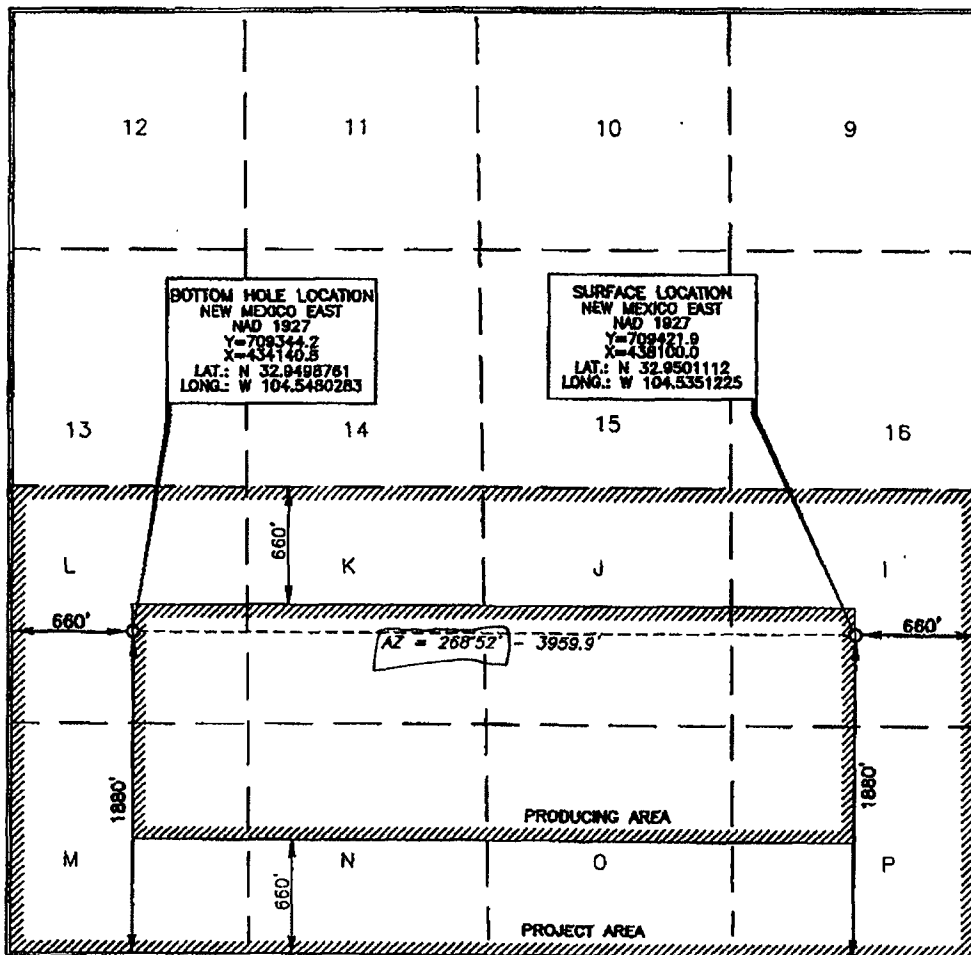 12
11
10
9
BOTTOM HOLE LOCATION
NEW MEXICO EAST
NAD 1927
Y=709344.2
X=434140.8
LAT.: N 32.9498761
LONG.: W 104.5480283
SURFACE LOCATION
NEW MEXICO EAST
NAD 1927
Y=709421.9
X=438100.0
LAT.: N 32.9501112
LONG.: W 104.5351225
13
14
15
16
L
K
J
I
660'
660'
660'
AZ = 268°52' - 3959.9'
1880'
1880'
PRODUCING AREA
M
N
O
P
660'
PROJECT AREA